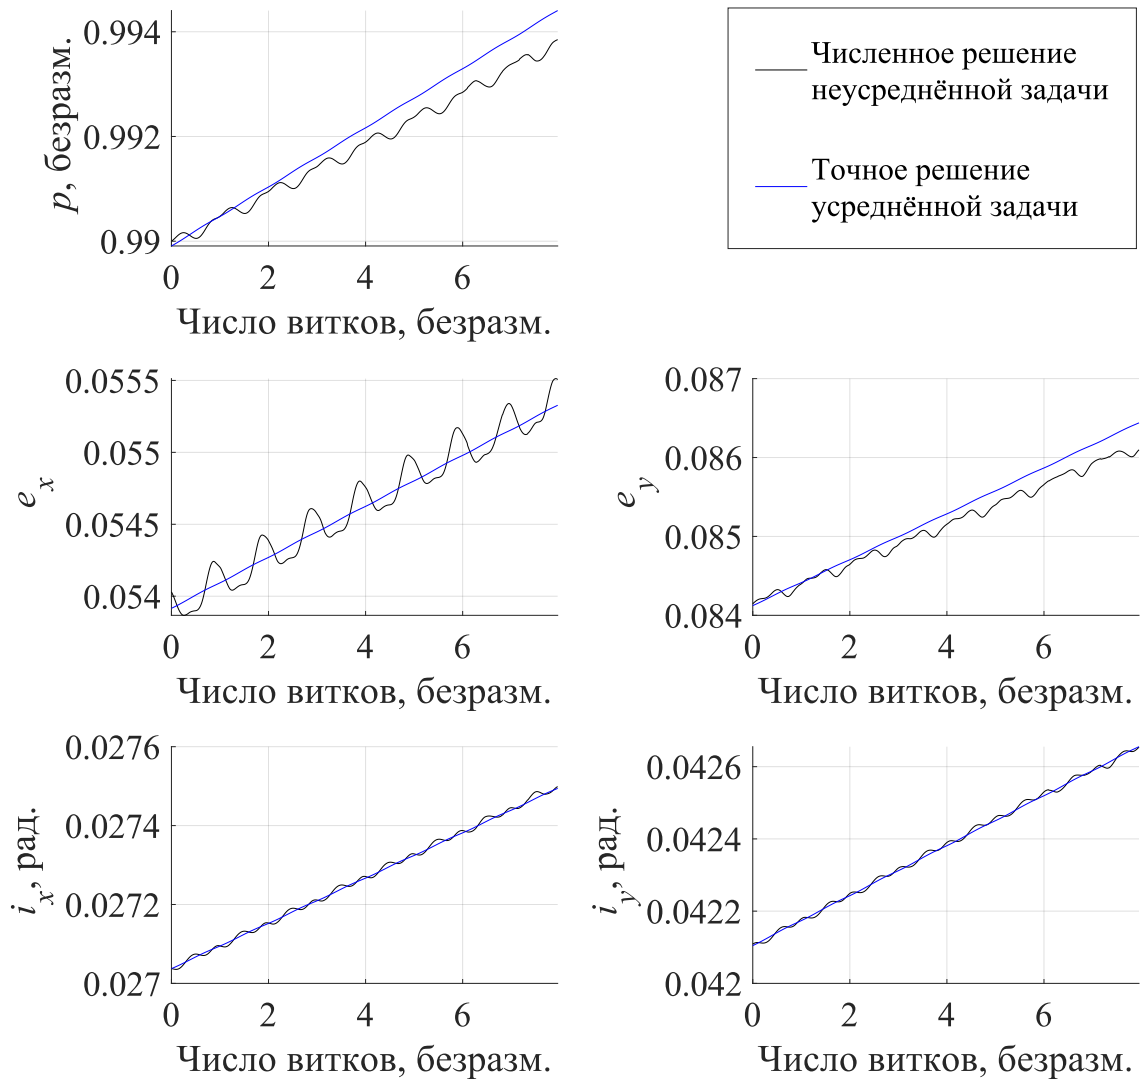 0.994
0.992
0.99
p, безразм.
0 2 4 6
Число витков, безразм.
Численное решение
неусреднённой задачи
Точное решение
усреднённой задачи
0.0555
0.055
0.0545
0.054
e x
0 2 4 6
Число витков, безразм.
0.087
0.086
0.085
0.084
e y
0 2 4 6
Число витков, безразм.
0.0276
0.0274
0.0272
0.027
i x, рад.
0 2 4 6
Число витков, безразм.
0.0426
0.0424
0.0422
0.042
i y, рад.
0 2 4 6
Число витков, безразм.